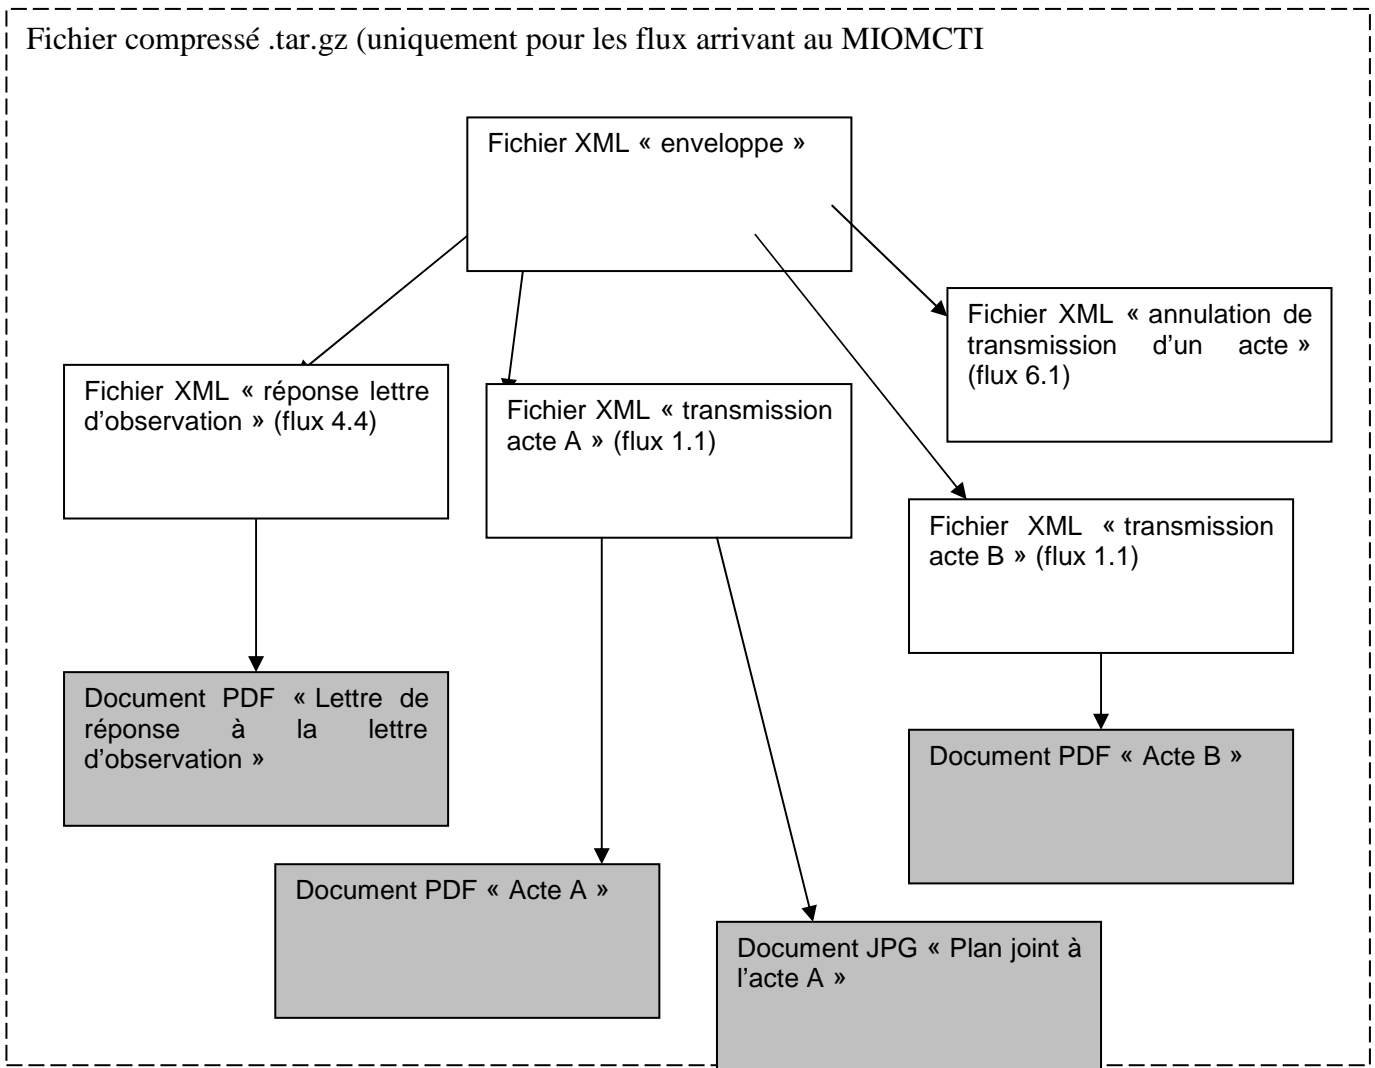 Fichier compressé .tar.gz (uniquement pour les flux arrivant au MIOMCTI
Fichier XML « enveloppe »
Fichier XML « annulation de
transmission d'un acte »
(flux 6.1)
Fichier XML « réponse lettre
d'observation » (flux 4.4)
Fichier XML « transmission
acte A » (flux 1.1)
Fichier XML « transmission
acte B » (flux 1.1)
Document PDF « Lettre de
réponse à la lettre
d'observation »
Document PDF « Acte B »
Document PDF « Acte A »
Document JPG « Plan joint à
l'acte A »